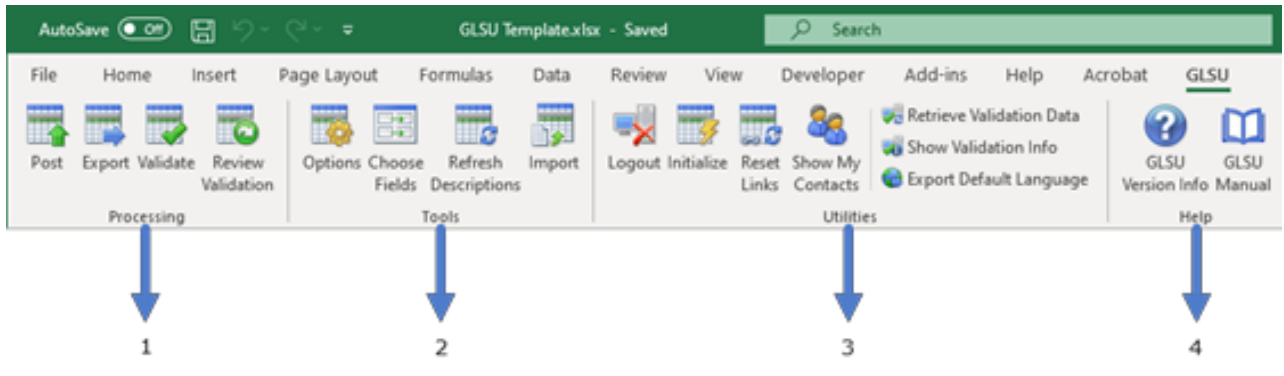 AutoSave Off GLSU Template.xlsx - Saved Search
File Home Insert Page Layout Formulas Data Review View Developer Add-ins Help Acrobat GLSU
Post Export Validate Review Validation Options Choose Fields Refresh Descriptions Import Logout Initialize Reset Links Show My Contacts
Retrieve Validation Data
Show Validation Info
Export Default Language
GLSU Version Info GLSU Manual
Processing Tools Utilities Help
1 2 3 4